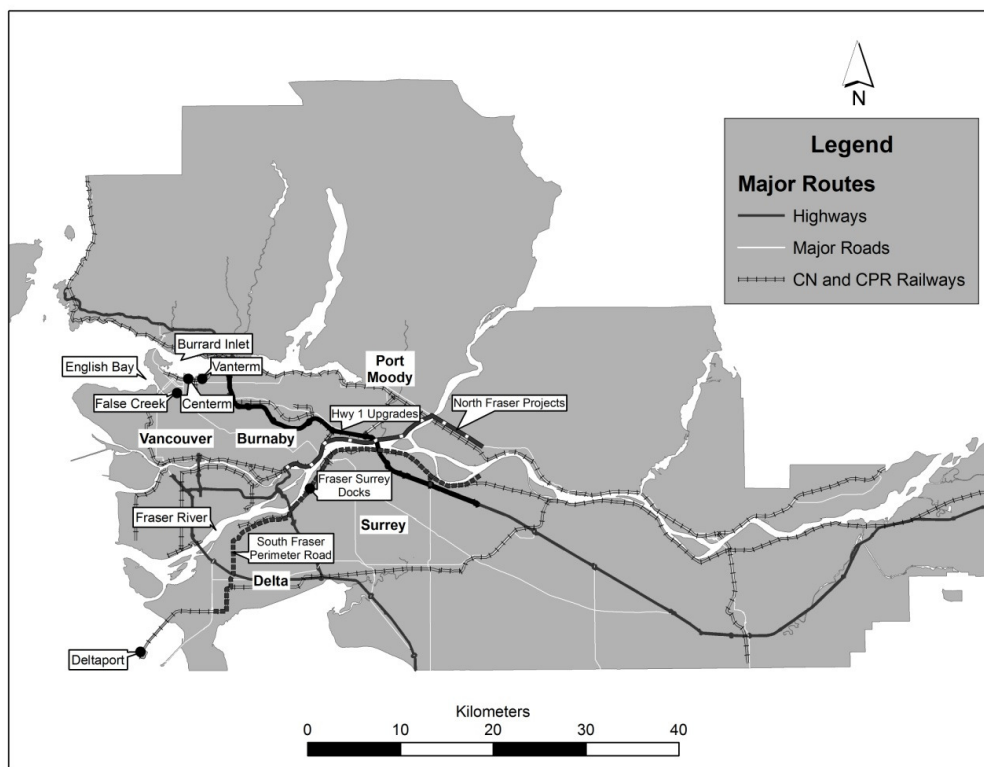 N
Legend
Major Routes
Highways
Major Roads
CN and CPR Railways
Burrard Inlet
English Bay
Vanterm
Port
Moody
False Creek
Centerm
Hwy 1 Upgrades
North Fraser Projects
Vancouver
Burnaby
Fraser Surrey
Docks
Fraser River
Surrey
South Fraser
Perimeter Road
Delta
Deltaport
Kilometers
0 10 20 30 40